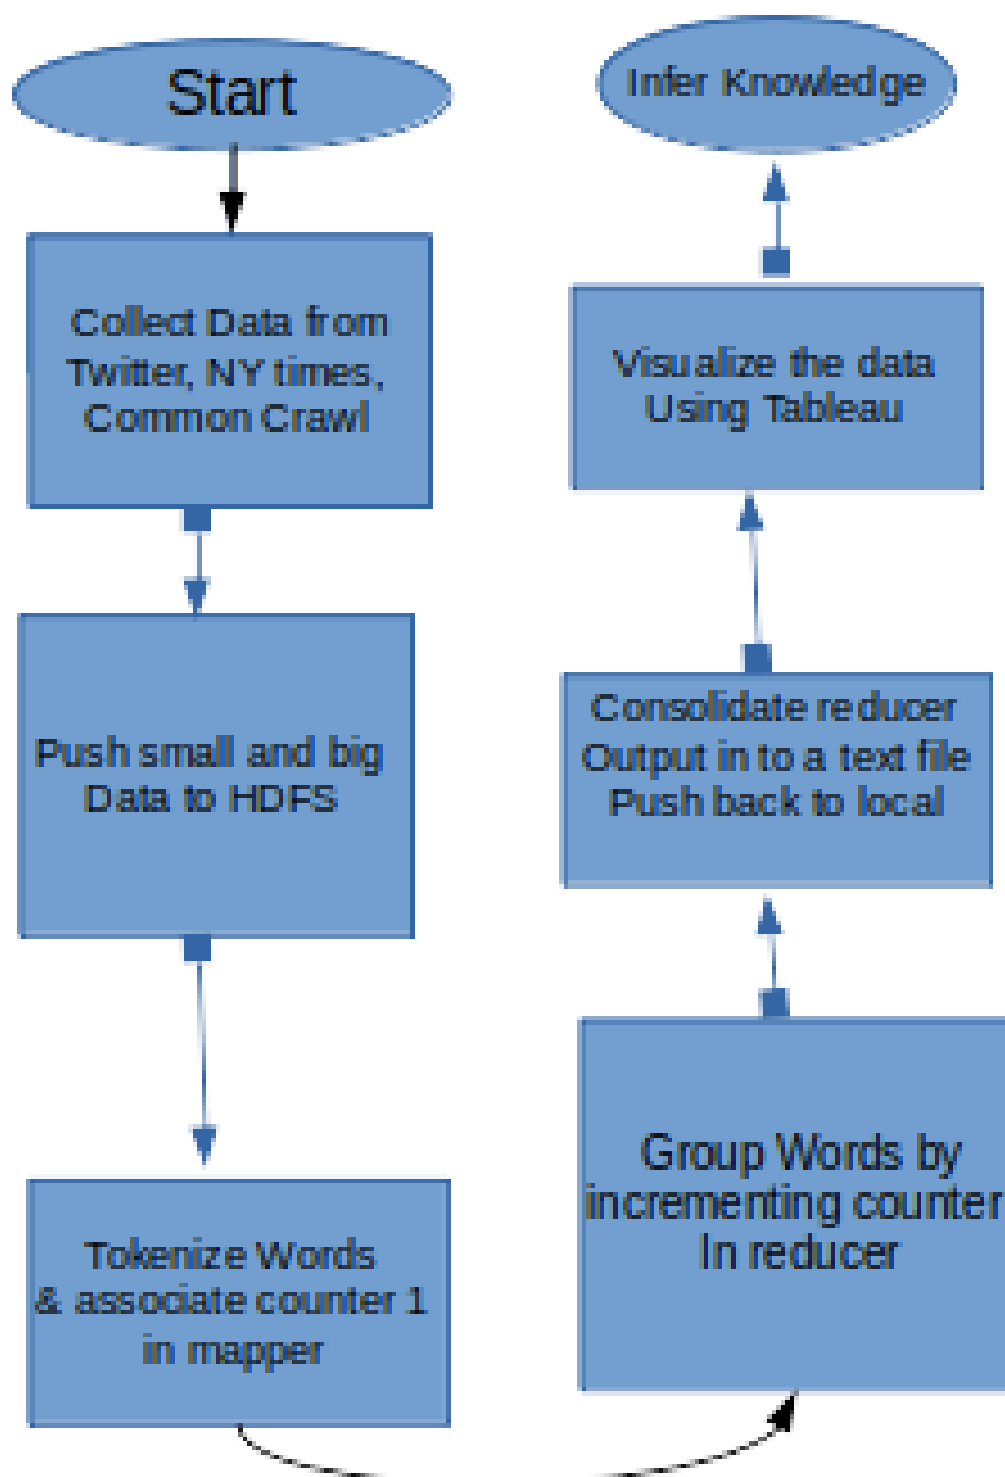 Start
Collect Data from
Twitter, NY times,
Common Crawl
Push small and big
Data to HDFS
Tokenize Words
& associate counter 1
in mapper
Group Words by
incrementing counter
In reducer
Consolidate reducer
Output in to a text file
Push back to local
Visualize the data
Using Tableau
Infer Knowledge